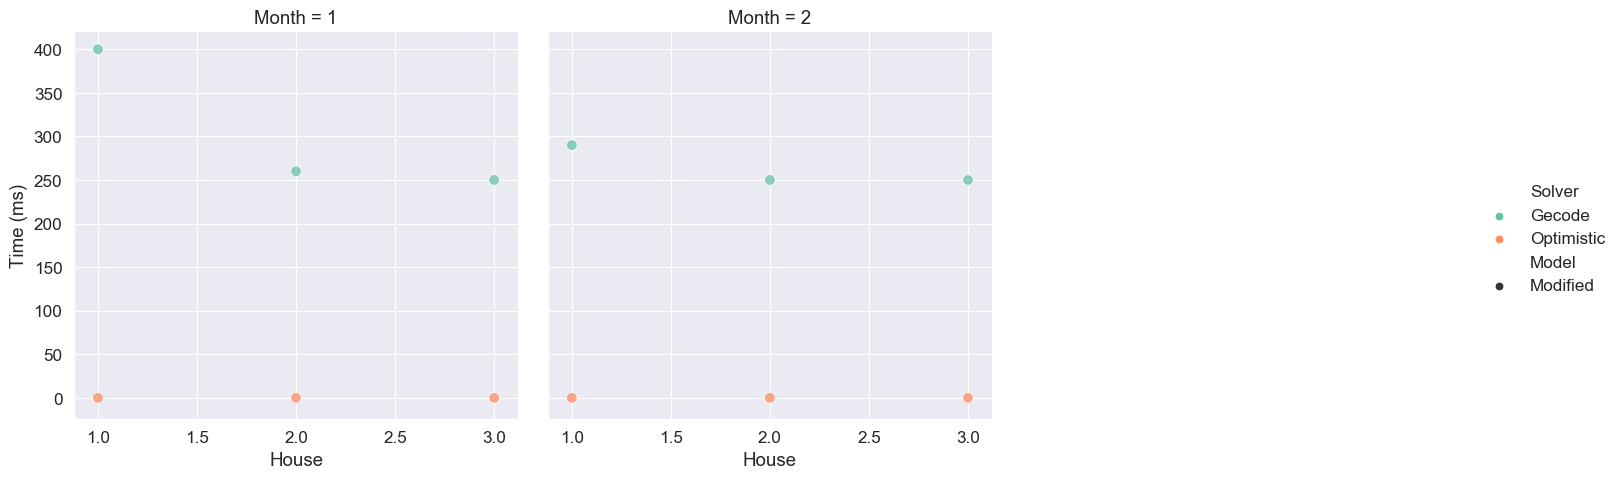 Month = 1
Month = 2
Time (ms)
400
350
300
250
200
150
100
50
0
1.0 1.5 2.0 2.5 3.0
1.0 1.5 2.0 2.5 3.0
House
House
Solver
Gecode
Optimistic
Model
Modified